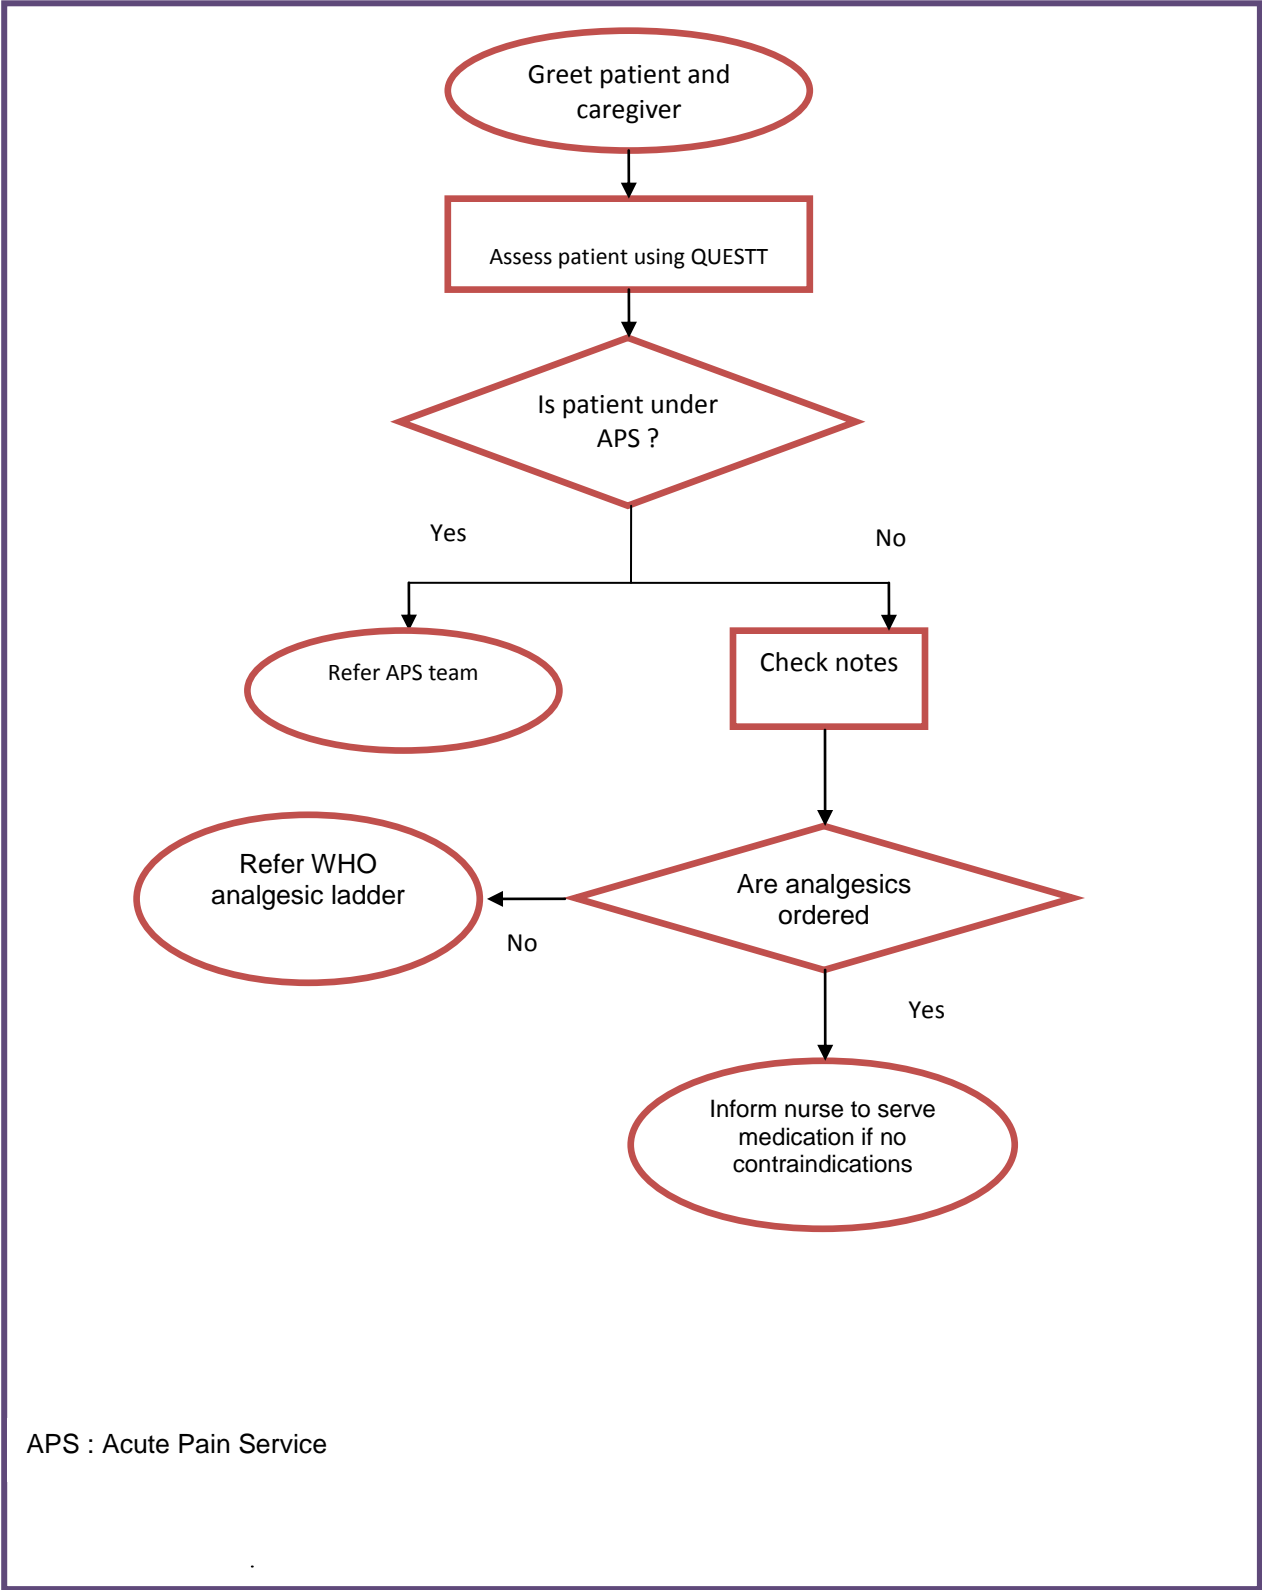 Greet patient and
caregiver
Assess patient using QUESTT
Is patient under
APS ?
Yes
No
Refer APS team
Check notes
Refer WHO
analgesic ladder
Are analgesics
ordered
No
Yes
Inform nurse to serve
medication if no
contraindications
APS : Acute Pain Service
.